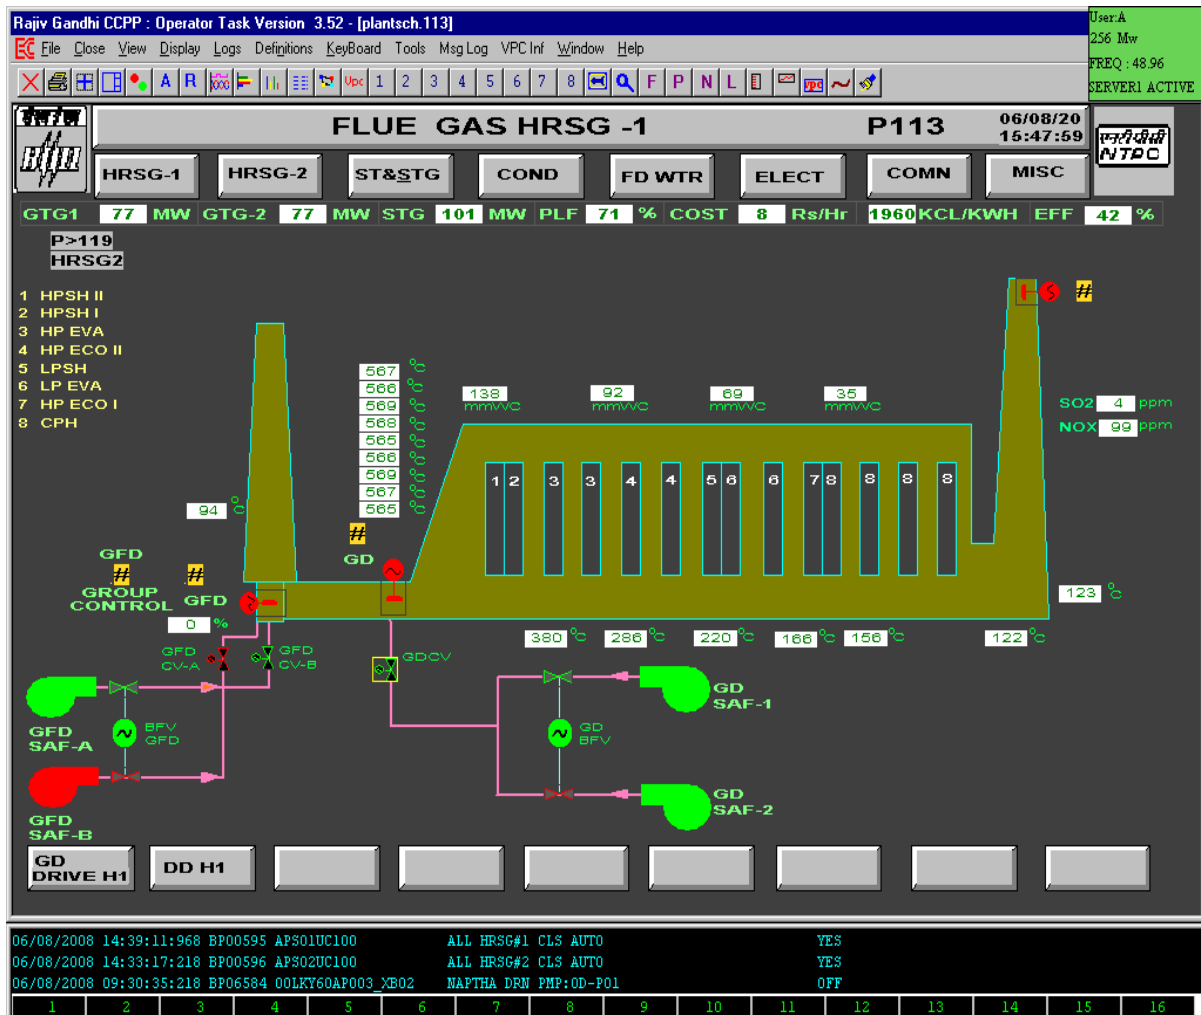 Rajiv Gandhi CCPP : Operator Task Version 3.52 - [plantsch.113]
User:A
256 Mw
FREQ : 48.96
SERVER1 ACTIVE
File Close View Display Logs Definitions KeyBoard Tools Msg Log VPC Inf Window Help
A R Vpc 1 2 3 4 5 6 7 8 F P N L vpc
FLUE GAS HRSG -1 P113 06/08/20
15:47:59
एनटीपीसी
NTPC
HRSG-1 HRSG-2 ST&STG COND FD WTR ELECT COMN MISC
GTG1 77 MW GTG-2 77 MW STG 101 MW PLF 71 % COST 8 Rs/Hr 1960 KCL/KWH EFF 42 %
P>119
HRSG2
1 HPSH II
2 HPSH I
3 HP EVA
4 HP ECO II
5 LPSH
6 LP EVA
7 HP ECO I
8 CPH
567 °C
566 °C
569 °C
568 °C
565 °C
566 °C
569 °C
567 °C
565 °C
138 mmWC
92 mmWC
69 mmWC
35 mmWC
#
SO2 4 ppm
NOX 99 ppm
1 2 3 3 4 4 5 6 6 7 8 8 8 8
94 °C
#
GD
GFD
#
GROUP
CONTROL
#
GFD
0 %
123 °C
380 °C 286 °C 220 °C 166 °C 156 °C 122 °C
GFD
CV-A
GFD
CV-B
GDCV
GFD
SAF-A
BFV
GFD
GD
SAF-1
GD
BFV
GFD
SAF-B
GD
SAF-2
GD
DRIVE H1
DD H1
06/08/2008 14:39:11:968 BP00595 APS01UC100 ALL HRSG#1 CLS AUTO YES
06/08/2008 14:33:17:218 BP00596 APS02UC100 ALL HRSG#2 CLS AUTO YES
06/08/2008 09:30:35:218 BP06584 00LKY60AP003_XB02 NAPTHA DRN PMP:OD-P01 OFF
1 2 3 4 5 6 7 8 9 10 11 12 13 14 15 16